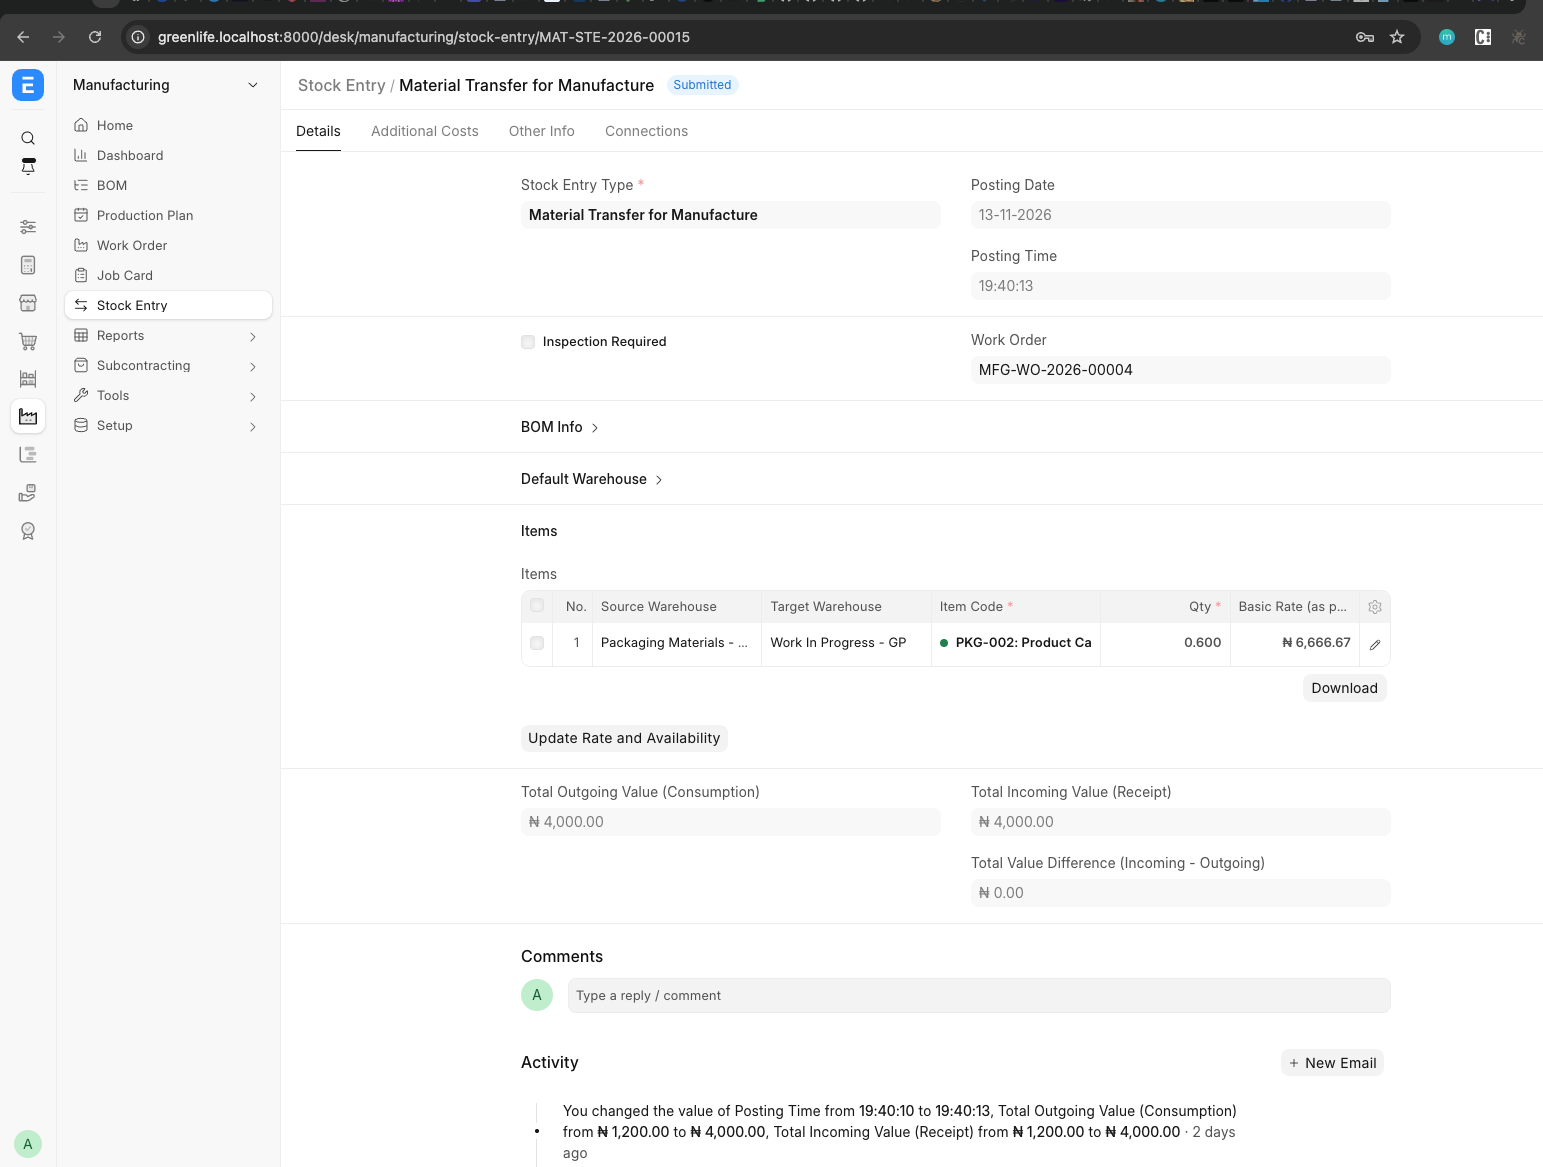 greenlife.localhost:8000/desk/manufacturing/stock-entry/MAT-STE-2026-00015
Manufacturing
Home
Dashboard
BOM
Production Plan
Work Order
Job Card
Stock Entry
Reports
Subcontracting
Tools
Setup
A
Stock Entry / Material Transfer for Manufacture Submitted
Details Additional Costs Other Info Connections
Stock Entry Type *
Material Transfer for Manufacture
Posting Date
13-11-2026
Posting Time
19:40:13
Inspection Required
Work Order
MFG-WO-2026-00004
BOM Info
Default Warehouse
Items
Items
No. Source Warehouse Target Warehouse Item Code * Qty * Basic Rate (as p...
1 Packaging Materials - ... Work In Progress - GP PKG-002: Product Ca 0.600 ₦ 6,666.67
Download
Update Rate and Availability
Total Outgoing Value (Consumption)
₦ 4,000.00
Total Incoming Value (Receipt)
₦ 4,000.00
Total Value Difference (Incoming - Outgoing)
₦ 0.00
Comments
A Type a reply / comment
Activity
+ New Email
You changed the value of Posting Time from 19:40:10 to 19:40:13, Total Outgoing Value (Consumption)
from ₦ 1,200.00 to ₦ 4,000.00, Total Incoming Value (Receipt) from ₦ 1,200.00 to ₦ 4,000.00 · 2 days
ago